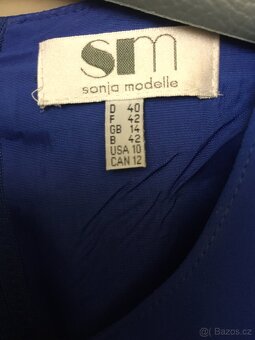 sm
sonja modelle
D 40
F 42
GB 14
B 42
USA 10
CAN 12
Bazos.cz